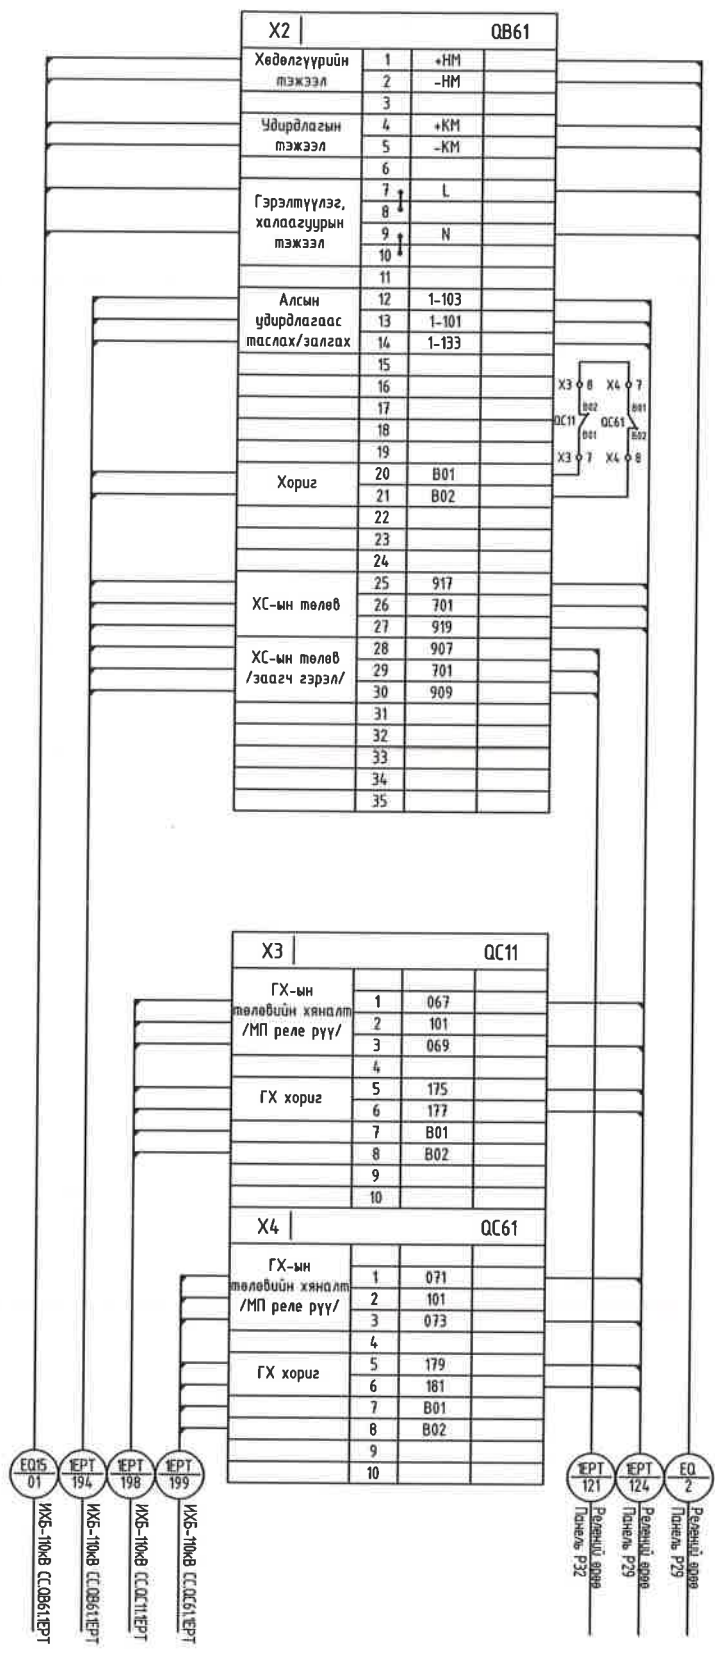 X2 QB61
Хөдөлгүүрийн 1 +HM
тэжээл 2 -HM
3
Удирдлагын 4 +KM
тэжээл 5 -KM
6
Гэрэлтүүлэг, 7 L
халаагуурын 8
тэжээл 9 N
10
11
Алсын 12 1-103
удирдлагаас 13 1-101
таслах/залгах 14 1-133
15
16
17
18
19
Хориг 20 B01
21 B02
22
23
24
ХС-ын төлөв 25 917
26 701
27 919
ХС-ын төлөв 28 907
/заагч гэрэл/ 29 701
30 909
31
32
33
34
35
X3 8 X4 7
B02 B01
QC11 QC61
B01 B02
X3 7 X4 8
X3 QC11
ГХ-ын
төлөвийн хяналт 1 067
/МП реле рүү/ 2 101
3 069
4
ГХ хориг 5 175
6 177
7 B01
8 B02
9
10
X4 QC61
ГХ-ын
төлөвийн хяналт 1 071
/МП реле рүү/ 2 101
3 073
4
ГХ хориг 5 179
6 181
7 B01
8 B02
9
10
EQ15
01
1EPT
194
1EPT
198
1EPT
199
1EPT
121
1EPT
124
EQ
2
ИХБ-110кВ CC.QB61.1EPT
ИХБ-110кВ CC.QB61.1EPT
ИХБ-110кВ CC.QC11.1EPT
ИХБ-110кВ CC.QC61.1EPT
Релений өрөө
Панель P32
Релений өрөө
Панель P29
Релений өрөө
Панель P29